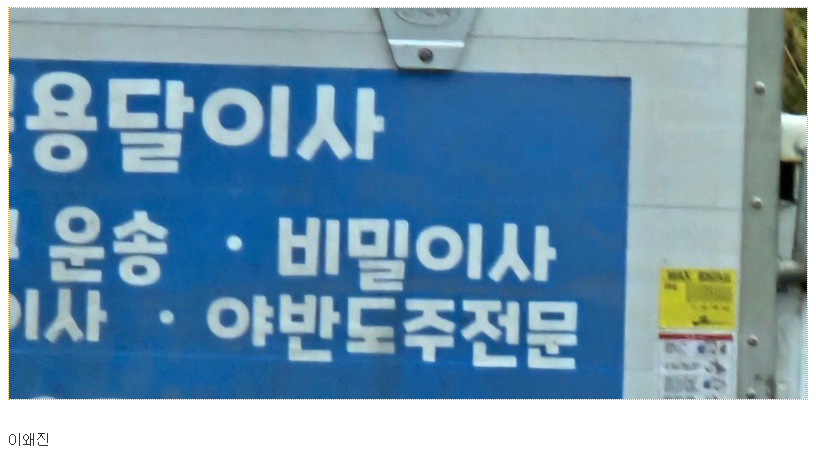 용달이사
운송 · 비밀이사
이사 · 야반도주전문
이왜진